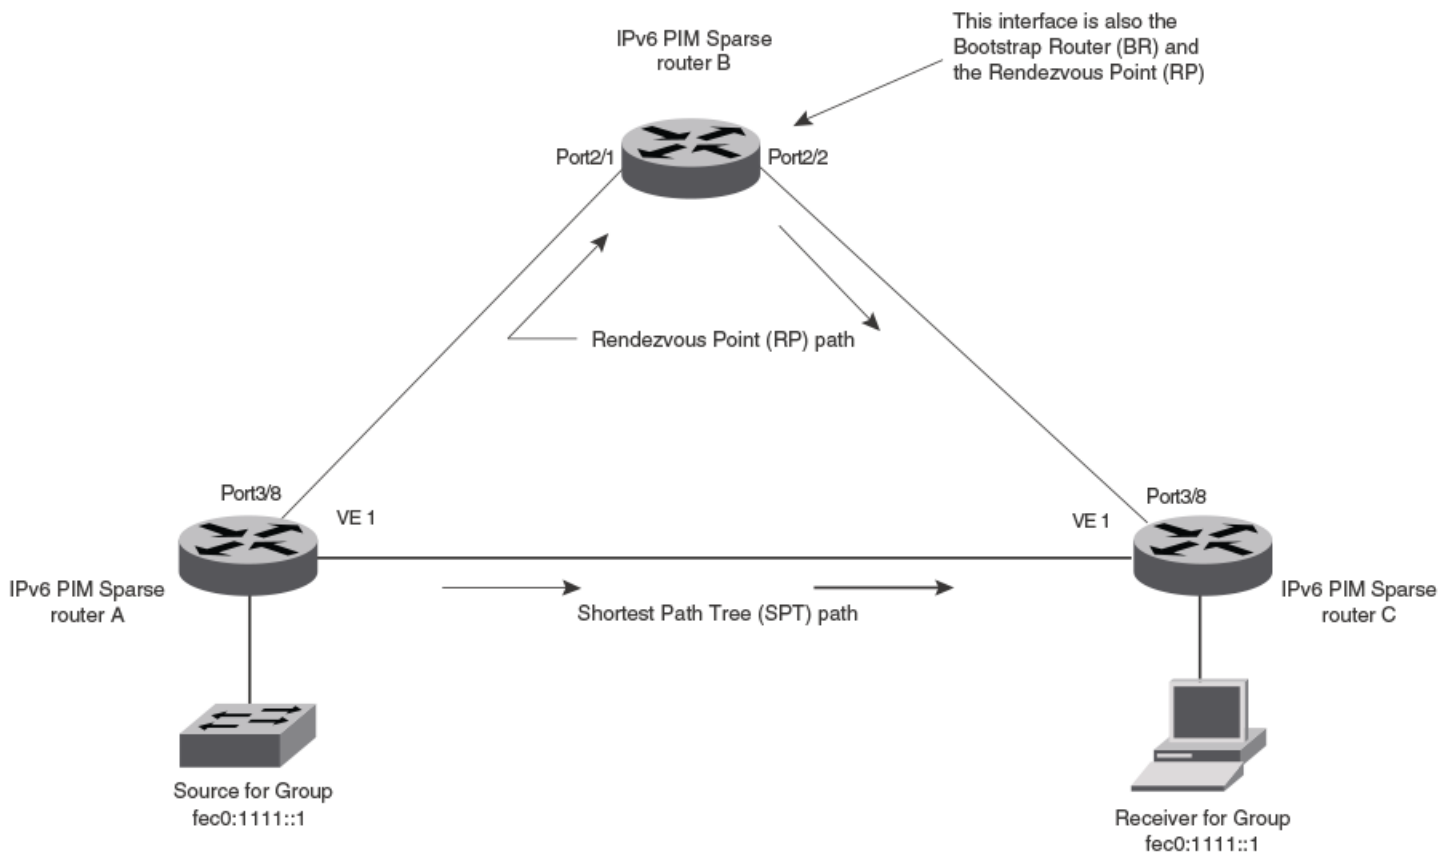 This interface is also the
Bootstrap Router (BR) and
the Rendezvous Point (RP)
IPv6 PIM Sparse
router B
Port2/1
Port2/2
Rendezvous Point (RP) path
Port3/8
VE 1
VE 1
Port3/8
IPv6 PIM Sparse
router A
Shortest Path Tree (SPT) path
IPv6 PIM Sparse
router C
Source for Group
fec0:1111::1
Receiver for Group
fec0:1111::1